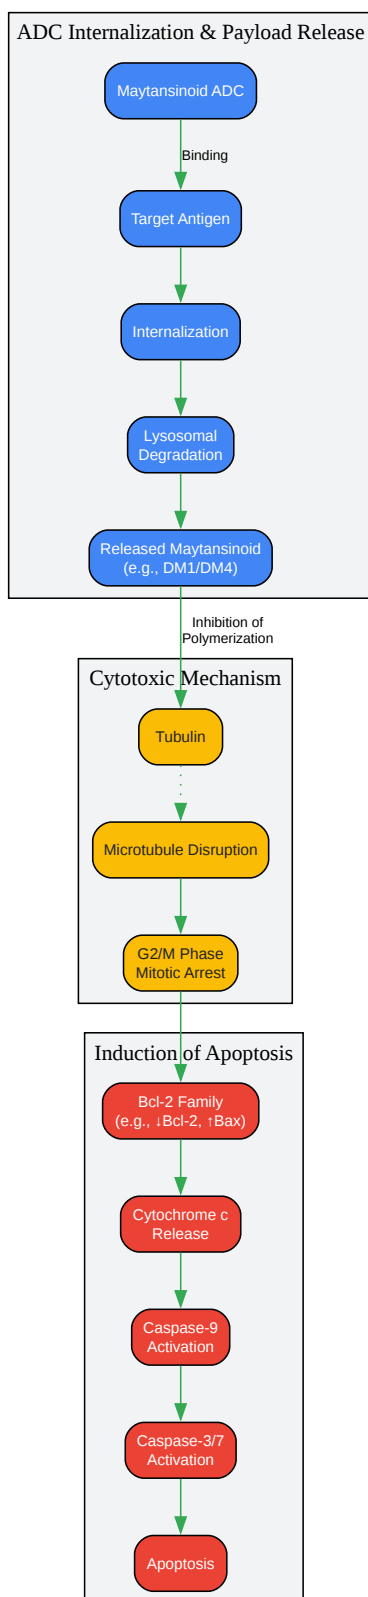 ADC Internalization & Payload Release
Maytansinoid ADC
Binding
Target Antigen
Internalization
Lysosomal
Degradation
Released Maytansinoid
(e.g., DM1/DM4)
Inhibition of
Polymerization
Cytotoxic Mechanism
Tubulin
Microtubule Disruption
G2/M Phase
Mitotic Arrest
Induction of Apoptosis
Bcl-2 Family
(e.g., ↓Bcl-2, ↑Bax)
Cytochrome c
Release
Caspase-9
Activation
Caspase-3/7
Activation
Apoptosis